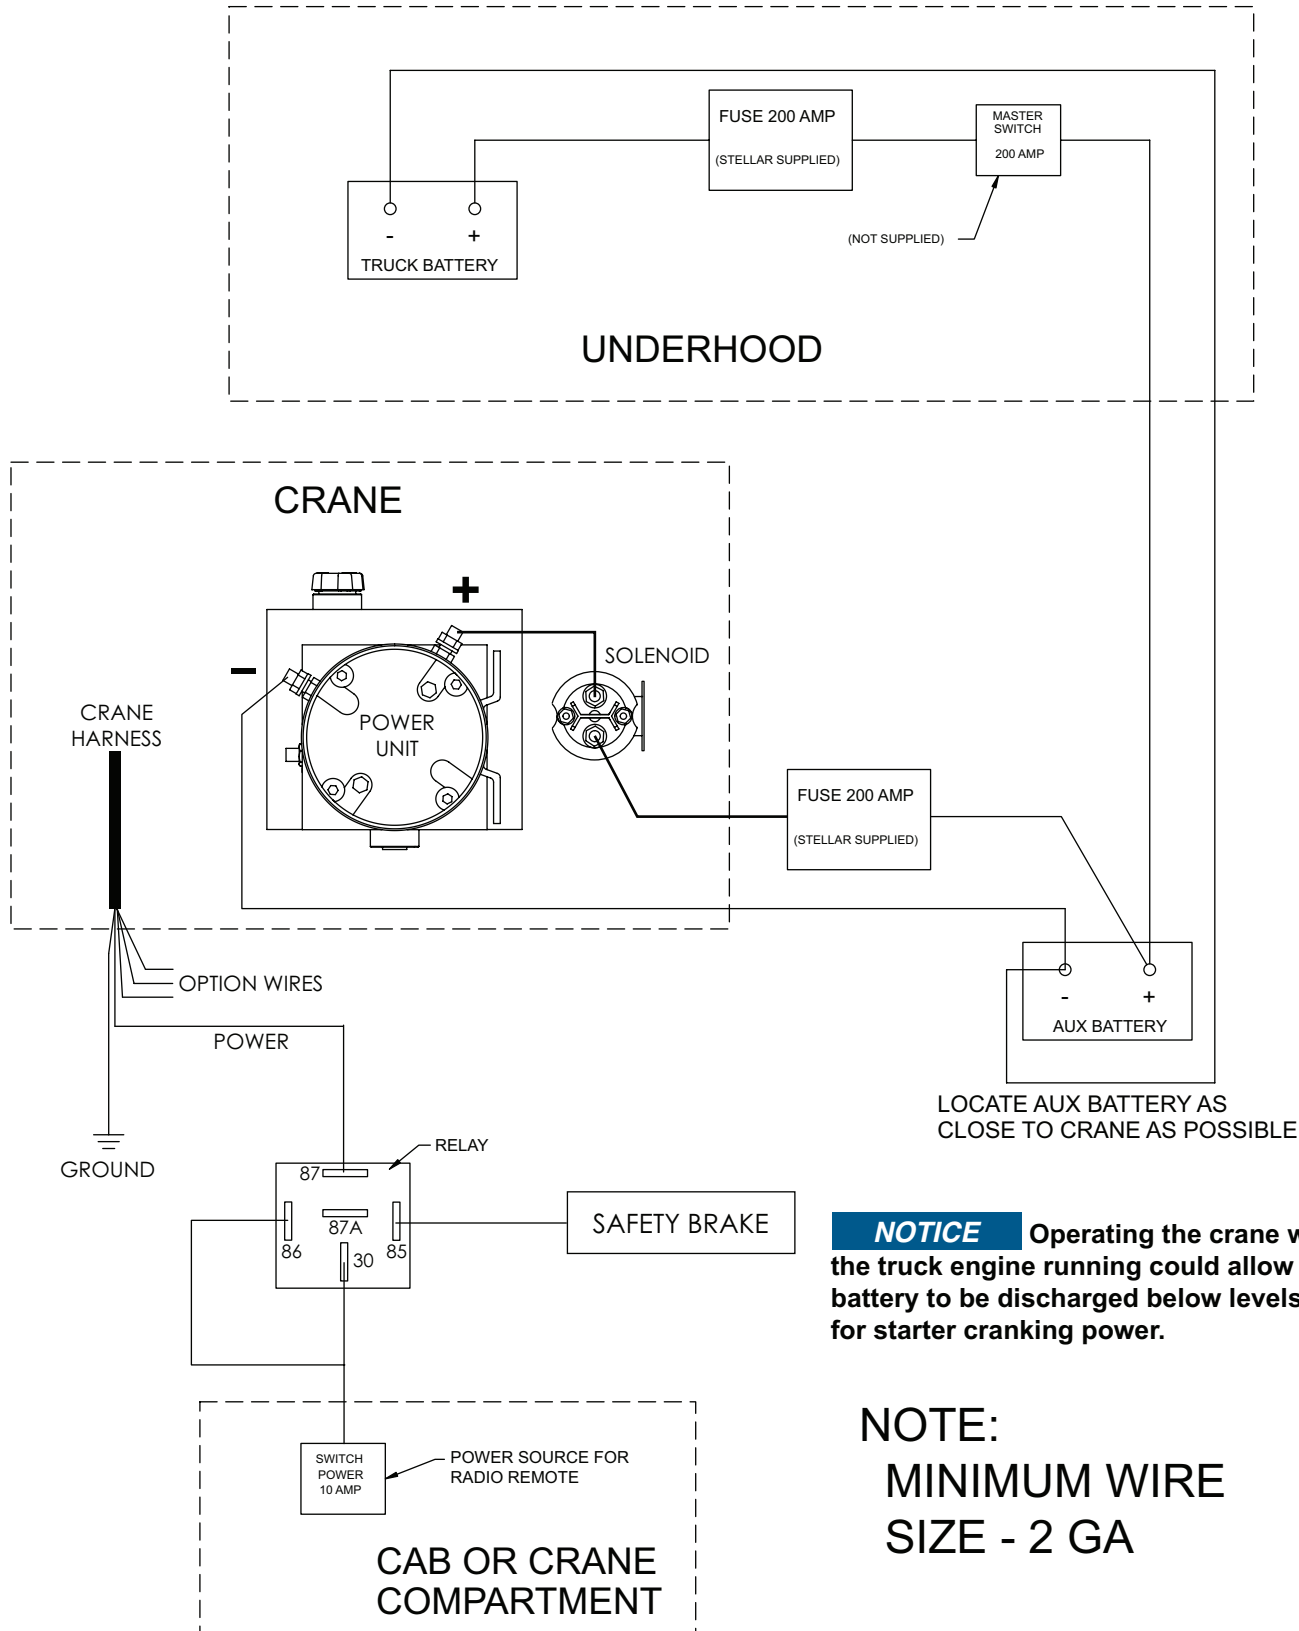 FUSE 200 AMP
(STELLAR SUPPLIED)
MASTER
SWITCH
200 AMP
(NOT SUPPLIED)
- +
TRUCK BATTERY
UNDERHOOD
CRANE
+
-
SOLENOID
CRANE
HARNESS
POWER
UNIT
FUSE 200 AMP
(STELLAR SUPPLIED)
OPTION WIRES
POWER
- +
AUX BATTERY
LOCATE AUX BATTERY AS
CLOSE TO CRANE AS POSSIBLE
GROUND
RELAY
87
87A
86
85
30
SAFETY BRAKE
NOTICE Operating the crane w
the truck engine running could allow
battery to be discharged below levels
for starter cranking power.
SWITCH
POWER
10 AMP
POWER SOURCE FOR
RADIO REMOTE
CAB OR CRANE
COMPARTMENT
NOTE:
MINIMUM WIRE
SIZE - 2 GA